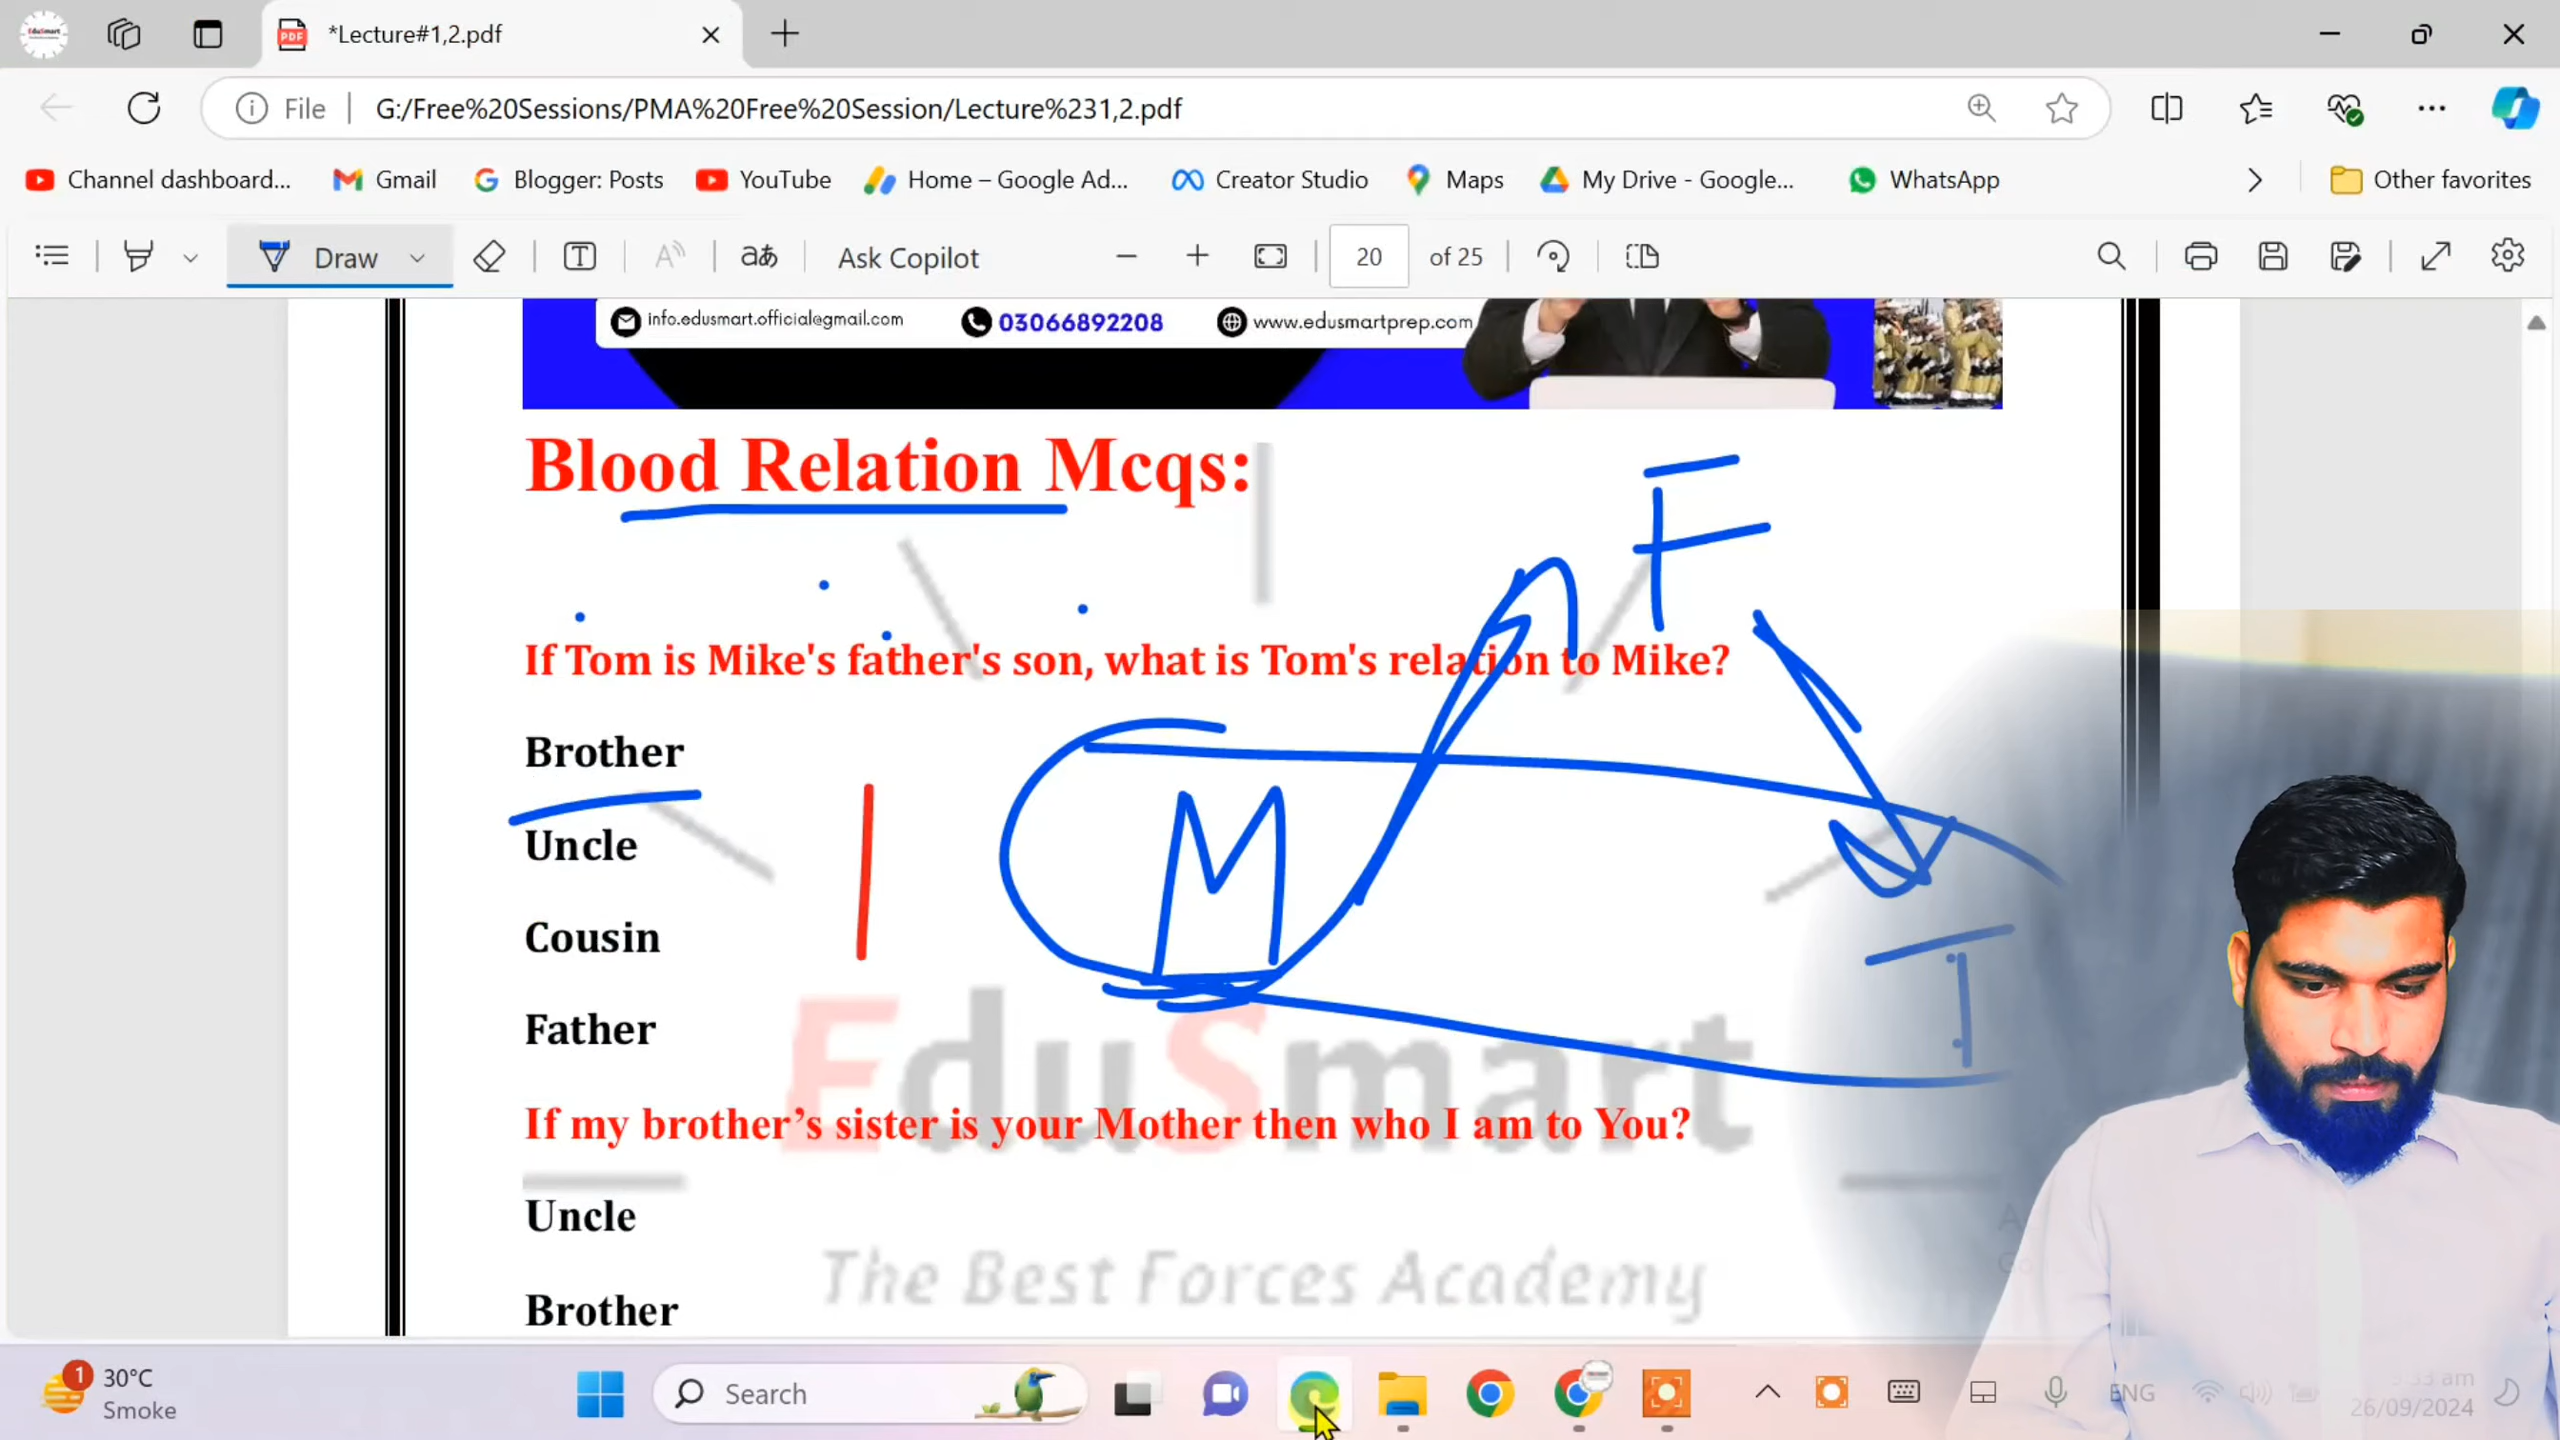 EduSmart
*Lecture#1,2.pdf
File
G:/Free%20Sessions/PMA%20Free%20Session/Lecture%231,2.pdf
Channel dashboard...
Gmail
Blogger: Posts
YouTube
Home – Google Ad...
Creator Studio
Maps
My Drive - Google...
WhatsApp
Other favorites
Draw
Ask Copilot
20
of 25
info.edusmart.official@gmail.com
03066892208
www.edusmartprep.com
Blood Relation Mcqs:
F
If Tom is Mike's father's son, what is Tom's relation to Mike?
Brother
M
Uncle
Cousin
T
Father
EduSmart
If my brother’s sister is your Mother then who I am to You?
Uncle
The Best Forces Academy
Brother
1
30°C
Smoke
Search
ENG
26/09/2024